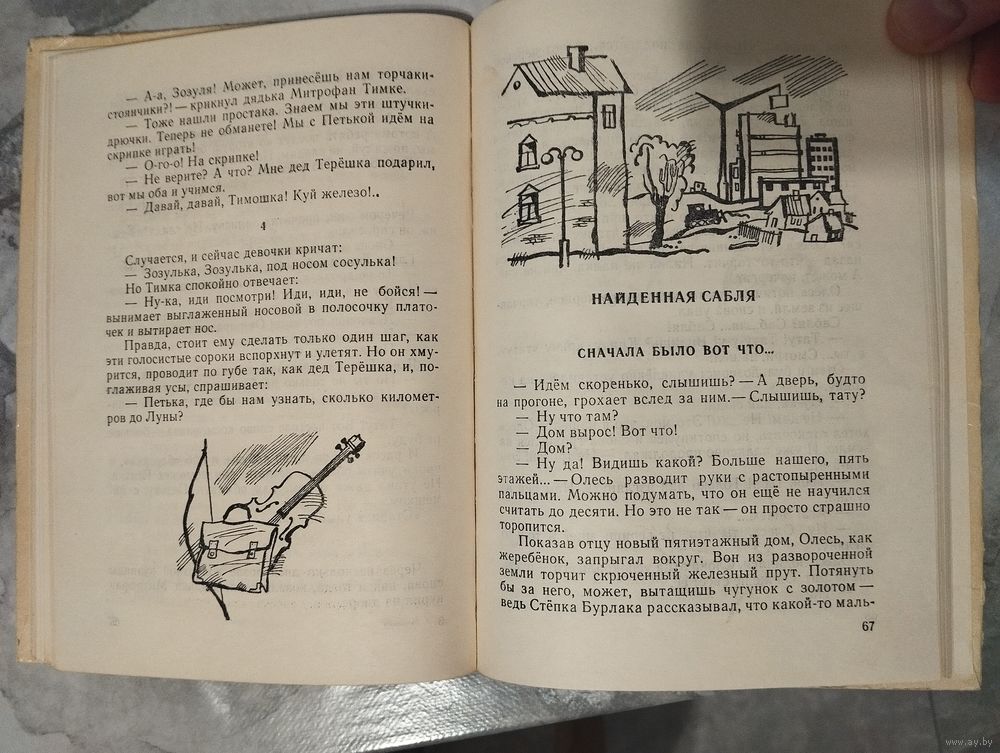 — А-а, Зозуля! Может, принесёшь нам торчаки-
стоянчики?! — крикнул дядька Митрофан Тимке.
— Тоже нашли простака. Знаем мы эти штучки-
дрючки. Теперь не обманете! Мы с Петькой идём на
скрипке играть!
— О-го-о! На скрипке!
— Не верите? А что? Мне дед Терёшка подарил,
вот мы оба и учимся.
— Давай, давай, Тимошка! Куй железо!..
4
Случается, и сейчас девочки кричат:
— Зозулька, Зозулька, под носом сосулька!
Но Тимка спокойно отвечает:
— Ну-ка, иди посмотри! Иди, иди, не бойся! —
вынимает выглаженный носовой в полосочку плато-
чек и вытирает нос.
Правда, стоит ему сделать только один шаг, как
эти голосистые сороки вспорхнут и улетят. Но он хму-
рится, проводит по губе так, как дед Терёшка, и, по-
глаживая усы, спрашивает:
— Петька, где бы нам узнать, сколько километ-
ров до Луны?
НАЙДЕННАЯ САБЛЯ
СНАЧАЛА БЫЛО ВОТ ЧТО...
— Идём скоренько, слышишь? — А дверь, будто
на прогоне, грохает вслед за ним. — Слышишь, тату?
— Ну что там?
— Дом вырос! Вот что!
— Дом?
— Ну да! Видишь какой? Больше нашего, пять
этажей... — Олесь разводит руки с растопыренными
пальцами. Можно подумать, что он ещё не научился
считать до десяти. Но это не так — он просто страшно
торопится.
Показав отцу новый пятиэтажный дом, Олесь, как
жеребёнок, запрыгал вокруг. Вон из развороченной
земли торчит скрюченный железный прут. Потянуть
бы за него, может, вытащишь чугунок с золотом —
ведь Стёпка Бурлака рассказывал, что какой-то маль-
67
www.ay.by